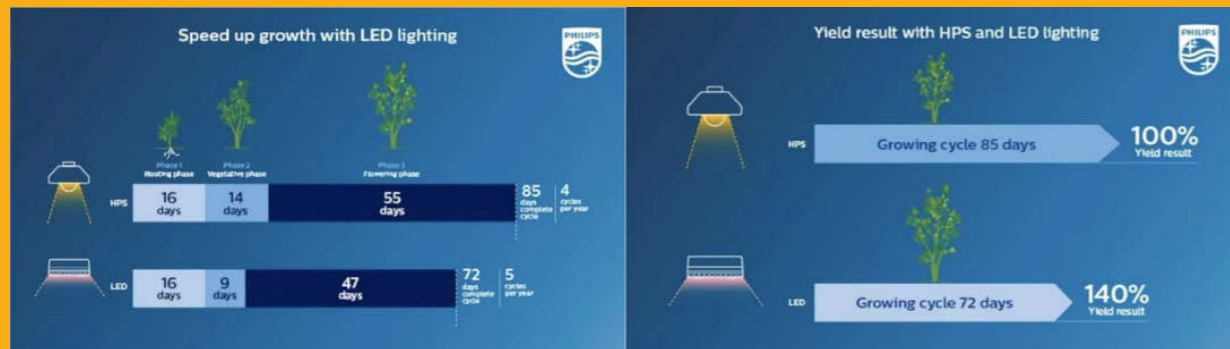 Speed up growth with LED lighting
PHILIPS
Phase 1
Rooting phase
Phase 2
Vegetative phase
Phase 3
Flowering phase
HPS
16
days
14
days
55
days
85
days
complete
cycle
4
cycles
per year
LED
16
days
9
days
47
days
72
days
complete
cycle
5
cycles
per year
Yield result with HPS and LED lighting
PHILIPS
HPS
Growing cycle 85 days
100%
Yield result
LED
Growing cycle 72 days
140%
Yield result